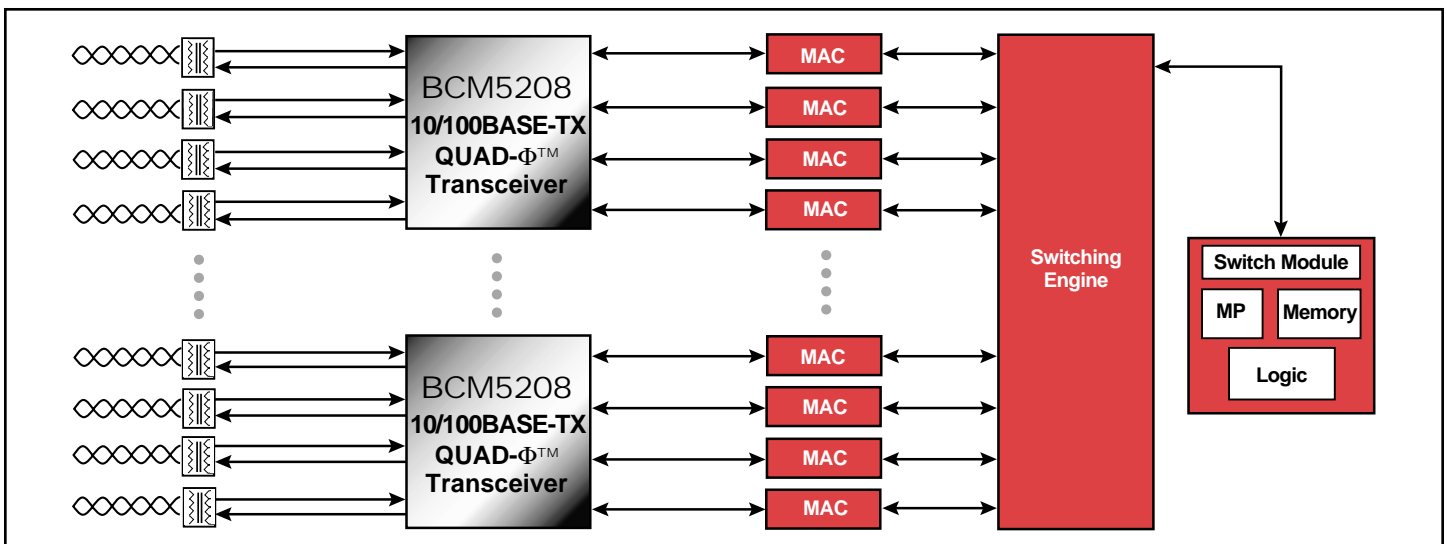 BCM5208
10/100BASE-TX
QUAD-Φ™
Transceiver
MAC
MAC
MAC
MAC
Switching
Engine
Switch Module
MP
Memory
Logic
BCM5208
10/100BASE-TX
QUAD-Φ™
Transceiver
MAC
MAC
MAC
MAC